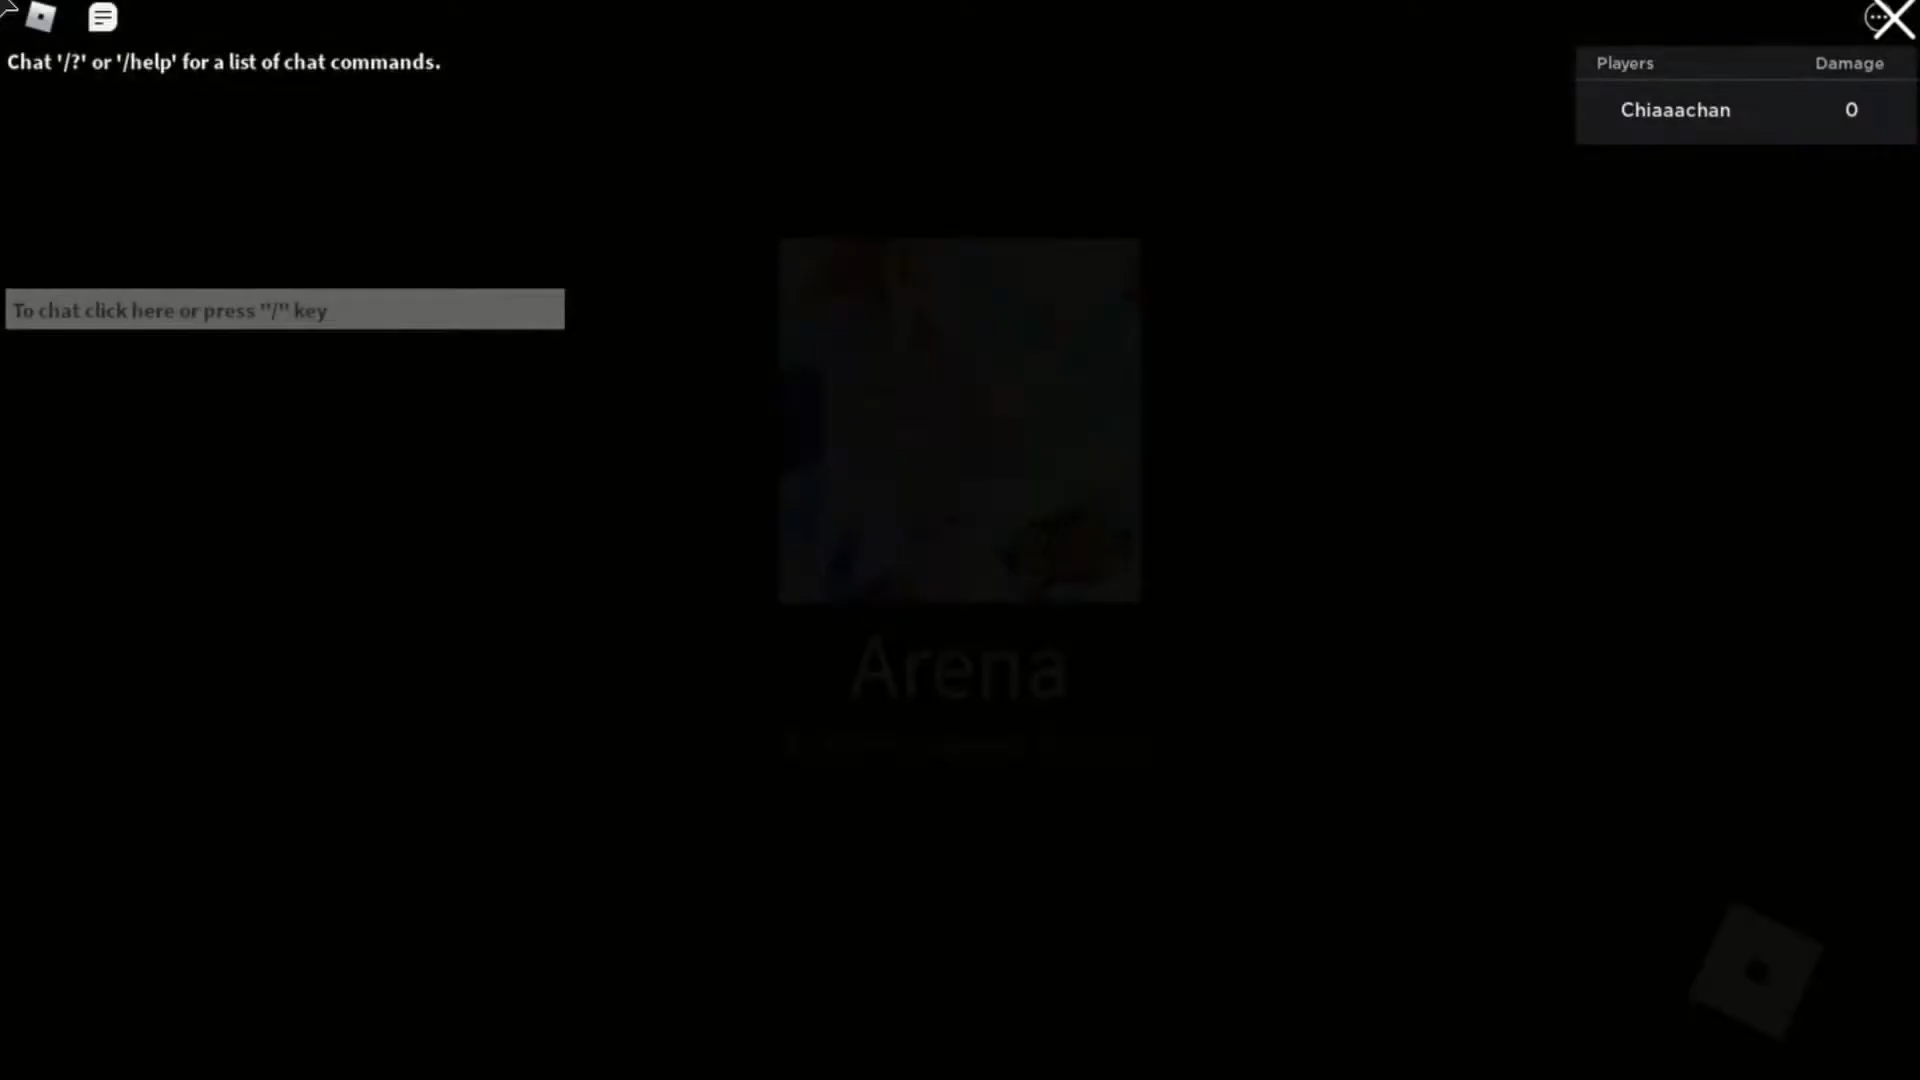 Chat '/?' or '/help' for a list of chat commands.
Players Damage
Chiaaachan 0
To chat click here or press "/" key
Arena